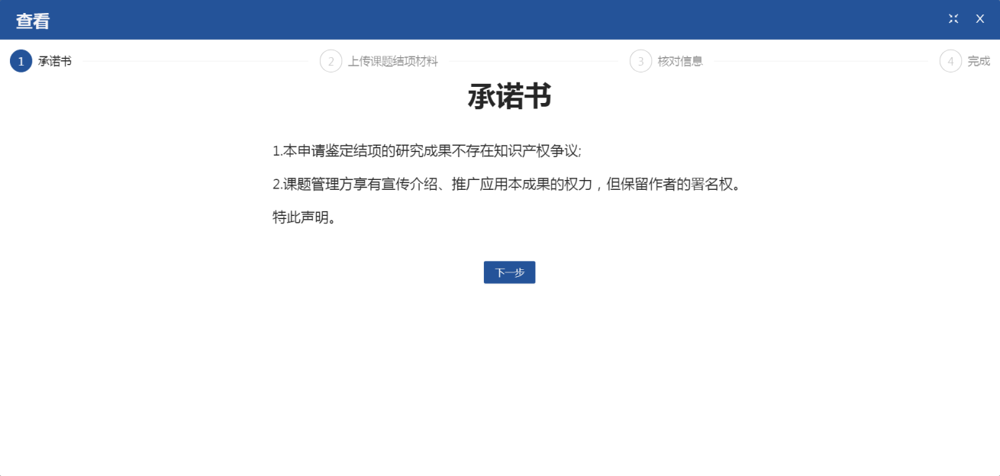 查看
X
1 承诺书
2 上传课题结项材料
3 核对信息
4 完成
承诺书
1.本申请鉴定结项的研究成果不存在知识产权争议;
2.课题管理方享有宣传介绍、推广应用本成果的权力，但保留作者的署名权。
特此声明。
下一步